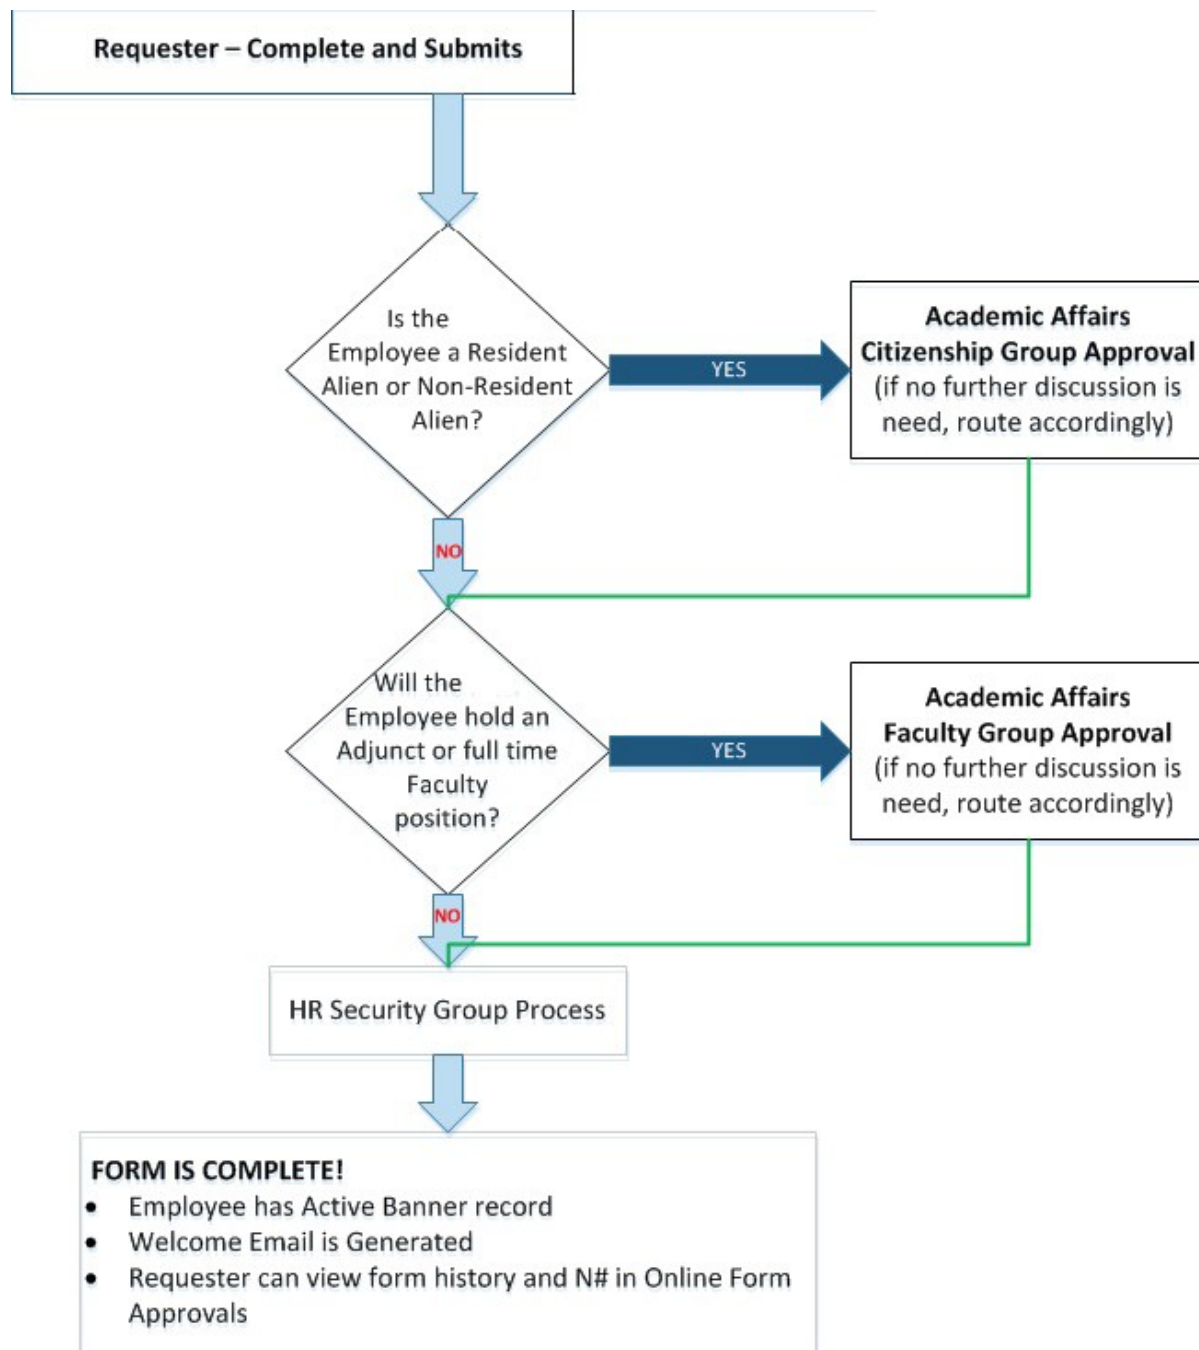 Requester – Complete and Submits
Is the
Employee a Resident
Alien or Non-Resident
Alien?
YES
Academic Affairs
Citizenship Group Approval
(if no further discussion is
need, route accordingly)
NO
Will the
Employee hold an
Adjunct or full time
Faculty
position?
YES
Academic Affairs
Faculty Group Approval
(if no further discussion is
need, route accordingly)
NO
HR Security Group Process
FORM IS COMPLETE!
• Employee has Active Banner record
• Welcome Email is Generated
• Requester can view form history and N# in Online Form
Approvals